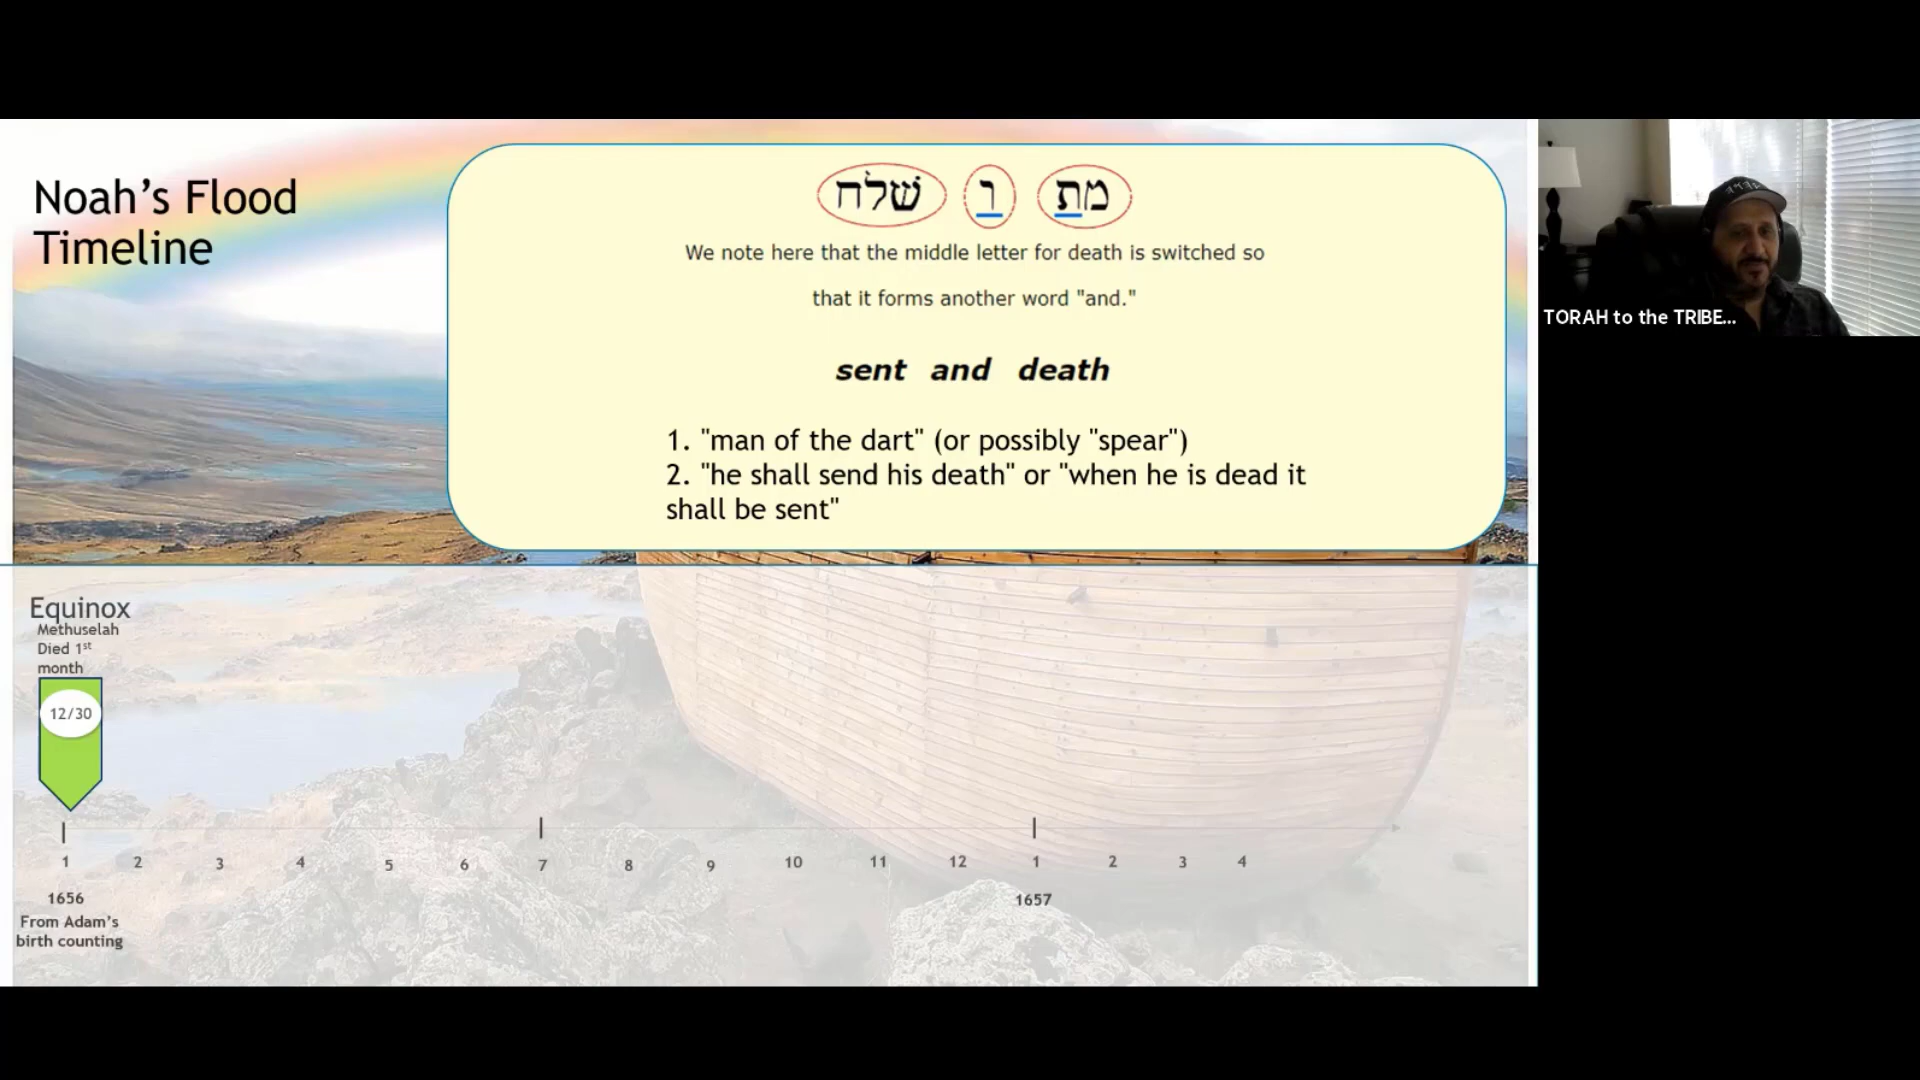 Noah's Flood
Timeline
מת ו שלח
We note here that the middle letter for death is switched so
that it forms another word "and."
sent and death
1. "man of the dart" (or possibly "spear")
2. "he shall send his death" or "when he is dead it
shall be sent"
TORAH to the TRIBE...
Equinox
Methuselah
Died 1st
month
12/30
1 2 3 4 5 6 7 8 9 10 11 12 1 2 3 4
1656 1657
From Adam's
birth counting